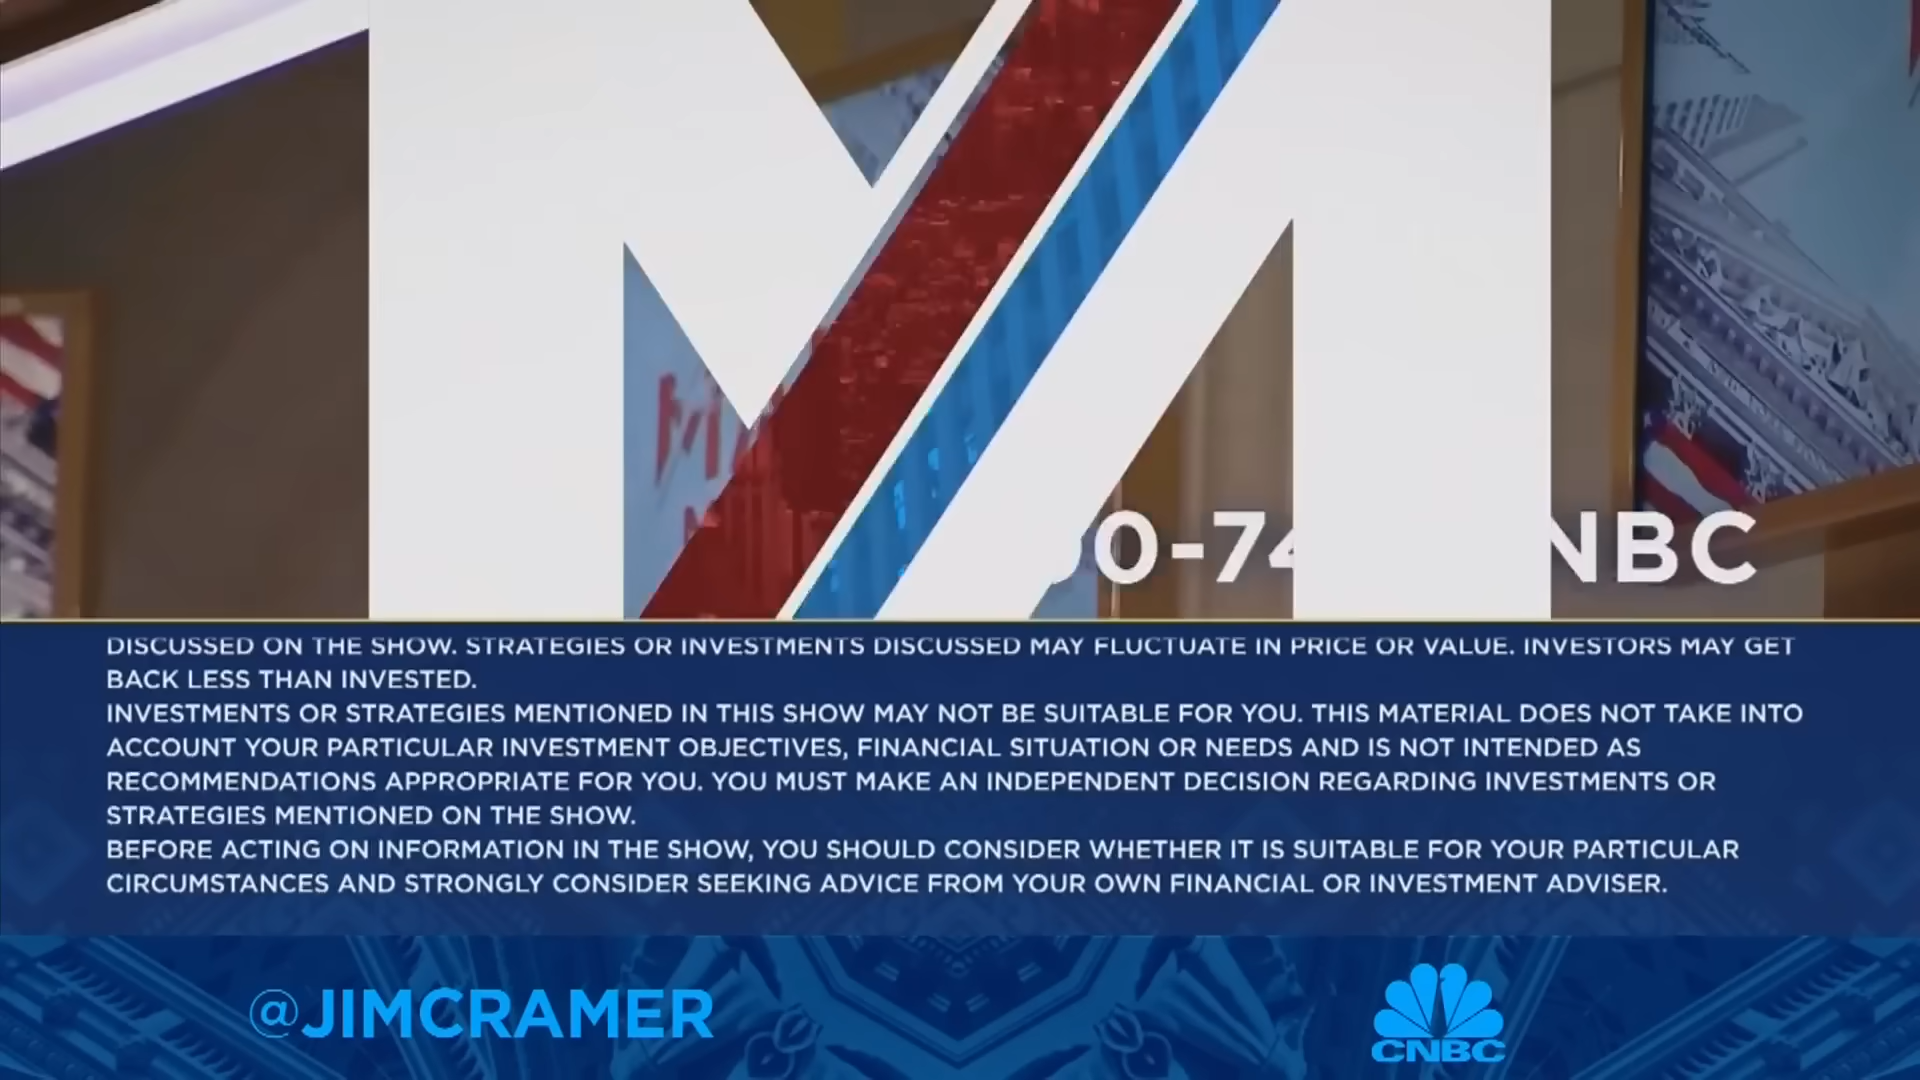 MA
00-74
NBC
DISCUSSED ON THE SHOW. STRATEGIES OR INVESTMENTS DISCUSSED MAY FLUCTUATE IN PRICE OR VALUE. INVESTORS MAY GET
BACK LESS THAN INVESTED.
INVESTMENTS OR STRATEGIES MENTIONED IN THIS SHOW MAY NOT BE SUITABLE FOR YOU. THIS MATERIAL DOES NOT TAKE INTO
ACCOUNT YOUR PARTICULAR INVESTMENT OBJECTIVES, FINANCIAL SITUATION OR NEEDS AND IS NOT INTENDED AS
RECOMMENDATIONS APPROPRIATE FOR YOU. YOU MUST MAKE AN INDEPENDENT DECISION REGARDING INVESTMENTS OR
STRATEGIES MENTIONED ON THE SHOW.
BEFORE ACTING ON INFORMATION IN THE SHOW, YOU SHOULD CONSIDER WHETHER IT IS SUITABLE FOR YOUR PARTICULAR
CIRCUMSTANCES AND STRONGLY CONSIDER SEEKING ADVICE FROM YOUR OWN FINANCIAL OR INVESTMENT ADVISER.
@JIMCRAMER
CNBC